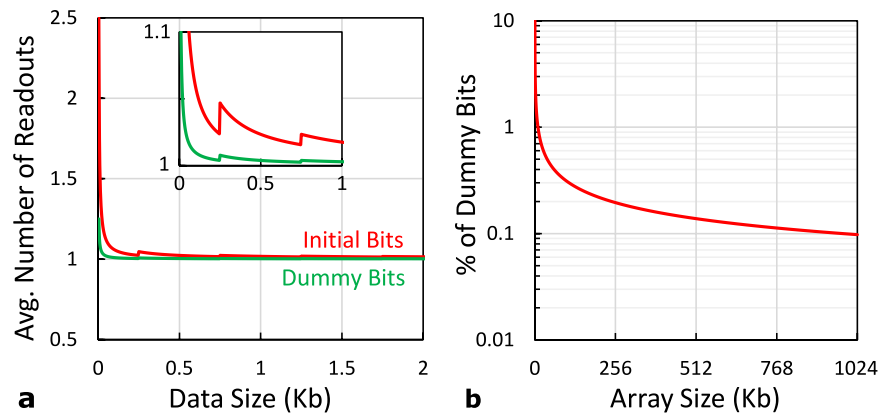 Avg. Number of Readouts
2.5
2
1.5
1
0.5
1.1
1
0 0.5 1
Initial Bits
Dummy Bits
0 0.5 1 1.5 2
a Data Size (Kb)
% of Dummy Bits
10
1
0.1
0.01
0 256 512 768 1024
b Array Size (Kb)